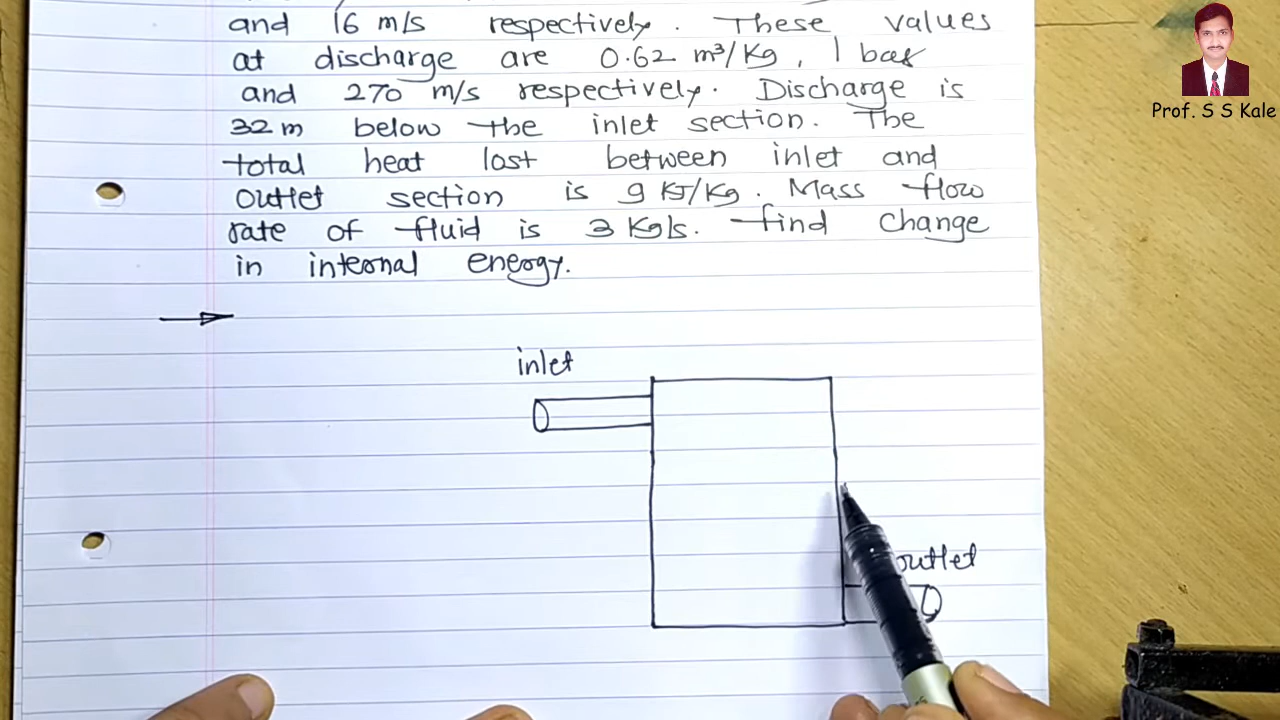 and 16 m/s respectively. These values
at discharge are 0.62 m³/Kg, 1 bar
and 270 m/s respectively. Discharge is
32m below the inlet section. The
total heat lost between inlet and
outlet section is 9 KJ/Kg. Mass flow
rate of fluid is 3 Kg/s. find change
in internal energy.
inlet
outlet
Prof. S S Kale